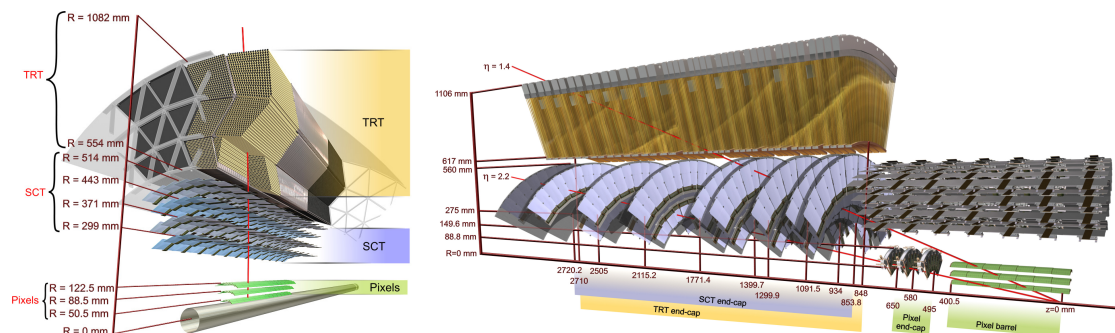 R = 1082 mm
TRT
TRT
R = 554 mm
R = 514 mm
R = 443 mm
SCT
R = 371 mm
R = 299 mm
SCT
R = 122.5 mm
Pixels
Pixels
R = 88.5 mm
R = 50.5 mm
R = 0 mm
η = 1.4
1106 mm
617 mm
560 mm
η = 2.2
275 mm
149.6 mm
88.8 mm
R=0 mm
2720.2
2710
2505
2115.2
1771.4
1399.7
1299.9
1091.5
934
853.8
848
650
580
495
400.5
z=0 mm
SCT end-cap
TRT end-cap
Pixel
end-cap
Pixel barrel